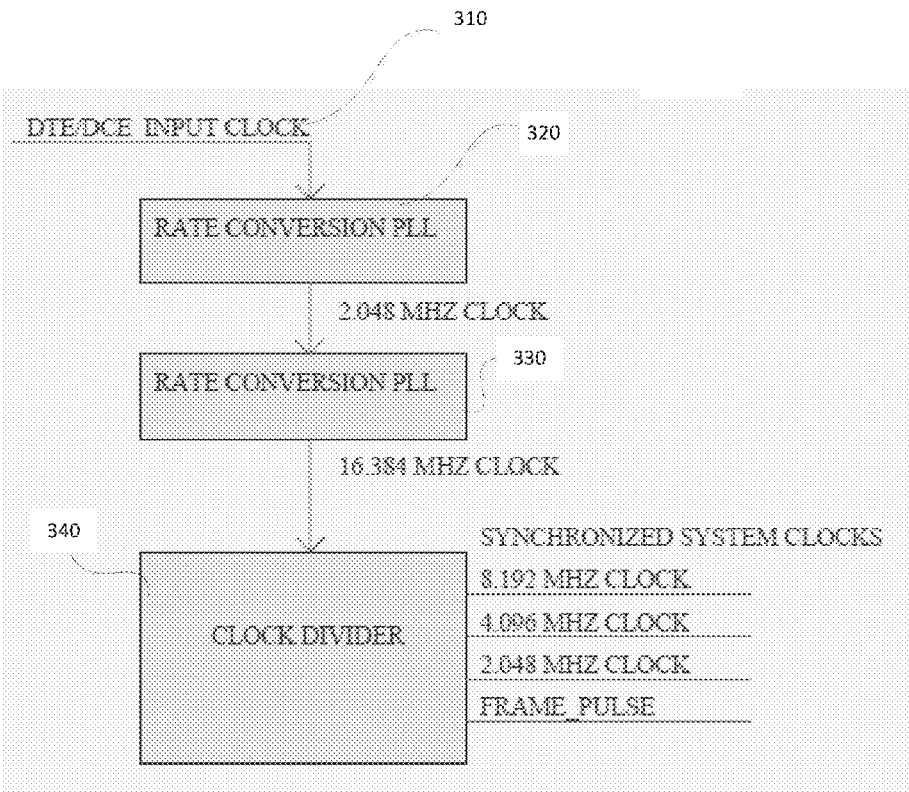 310
DTE/DCE INPUT CLOCK
320
RATE CONVERSION PLL
2.048 MHZ CLOCK
330
RATE CONVERSION PLL
16.384 MHZ CLOCK
340
SYNCHRONIZED SYSTEM CLOCKS
8.192 MHZ CLOCK
4.096 MHZ CLOCK
CLOCK DIVIDER
2.048 MHZ CLOCK
FRAME_PULSE